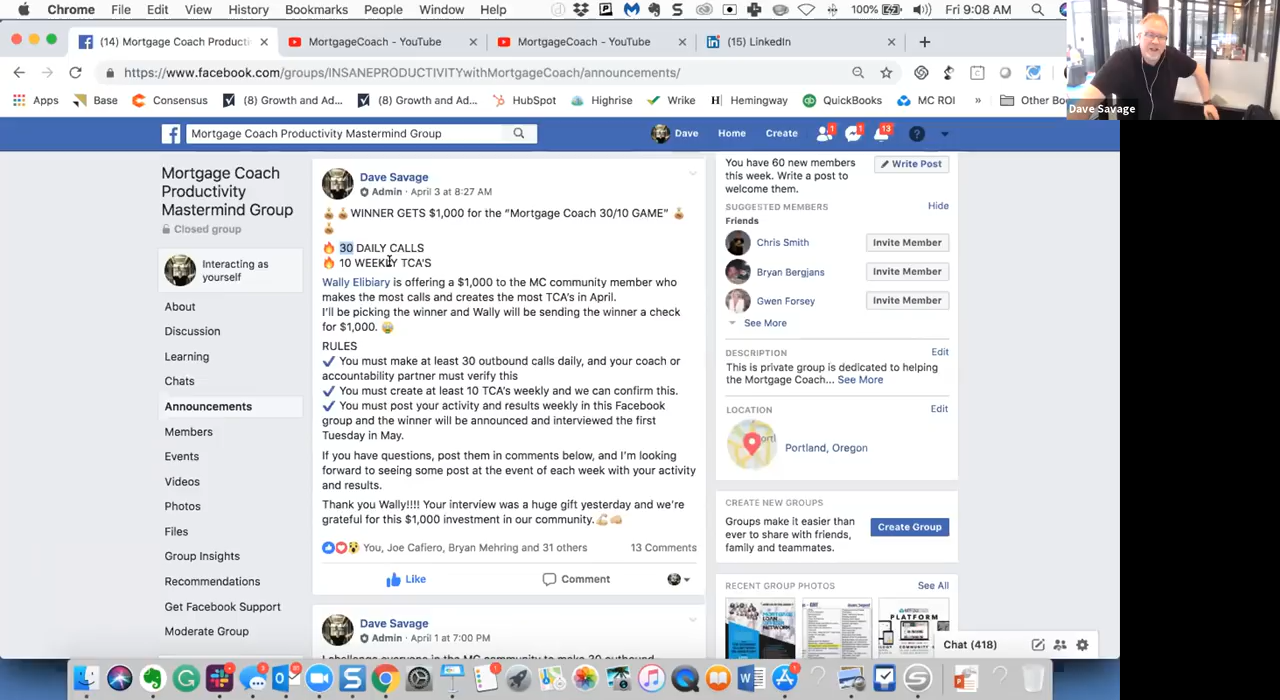 Chrome File Edit View History Bookmarks People Window Help 100% Fri 9:08 AM
(14) Mortgage Coach Producti
MortgageCoach - YouTube
MortgageCoach - YouTube
(15) LinkedIn
https://www.facebook.com/groups/INSANEPRODUCTIVITYwithMortgageCoach/announcements/
Apps Base Consensus (8) Growth and Ad... (8) Growth and Ad... HubSpot Highrise Wrike Hemingway QuickBooks MC ROI » Other Bo
Dave Savage
Mortgage Coach Productivity Mastermind Group
Dave Home Create 1 1 13
Mortgage Coach
Productivity
Mastermind Group
Closed group
Interacting as
yourself
About
Discussion
Learning
Chats
Announcements
Members
Events
Videos
Photos
Files
Group Insights
Recommendations
Get Facebook Support
Moderate Group
Dave Savage
Admin · April 3 at 8:27 AM
💰💰WINNER GETS $1,000 for the “Mortgage Coach 30/10 GAME” 💰
💰
🔥 30 DAILY CALLS
🔥 10 WEEKLY TCA'S
Wally Elibiary is offering a $1,000 to the MC community member who
makes the most calls and creates the most TCA's in April.
I'll be picking the winner and Wally will be sending the winner a check
for $1,000.
RULES
✔ You must make at least 30 outbound calls daily, and your coach or
accountability partner must verify this
✔ You must create at least 10 TCA's weekly and we can confirm this.
✔ You must post your activity and results weekly in this Facebook
group and the winner will be announced and interviewed the first
Tuesday in May.
If you have questions, post them in comments below, and I'm looking
forward to seeing some post at the event of each week with your activity
and results.
Thank you Wally!!!! Your interview was a huge gift yesterday and we're
grateful for this $1,000 investment in our community.
You, Joe Cafiero, Bryan Mehring and 31 others 13 Comments
Like Comment
Dave Savage
Admin · April 1 at 7:00 PM
You have 60 new members
this week. Write a post to
welcome them.
Write Post
SUGGESTED MEMBERS Hide
Friends
Chris Smith Invite Member
Bryan Bergjans Invite Member
Gwen Forsey Invite Member
See More
DESCRIPTION Edit
This is private group is dedicated to helping
the Mortgage Coach... See More
LOCATION Edit
Portland, Oregon
CREATE NEW GROUPS
Groups make it easier than
ever to share with friends,
family and teammates.
Create Group
RECENT GROUP PHOTOS See All
PLATFORM
Chat (418)